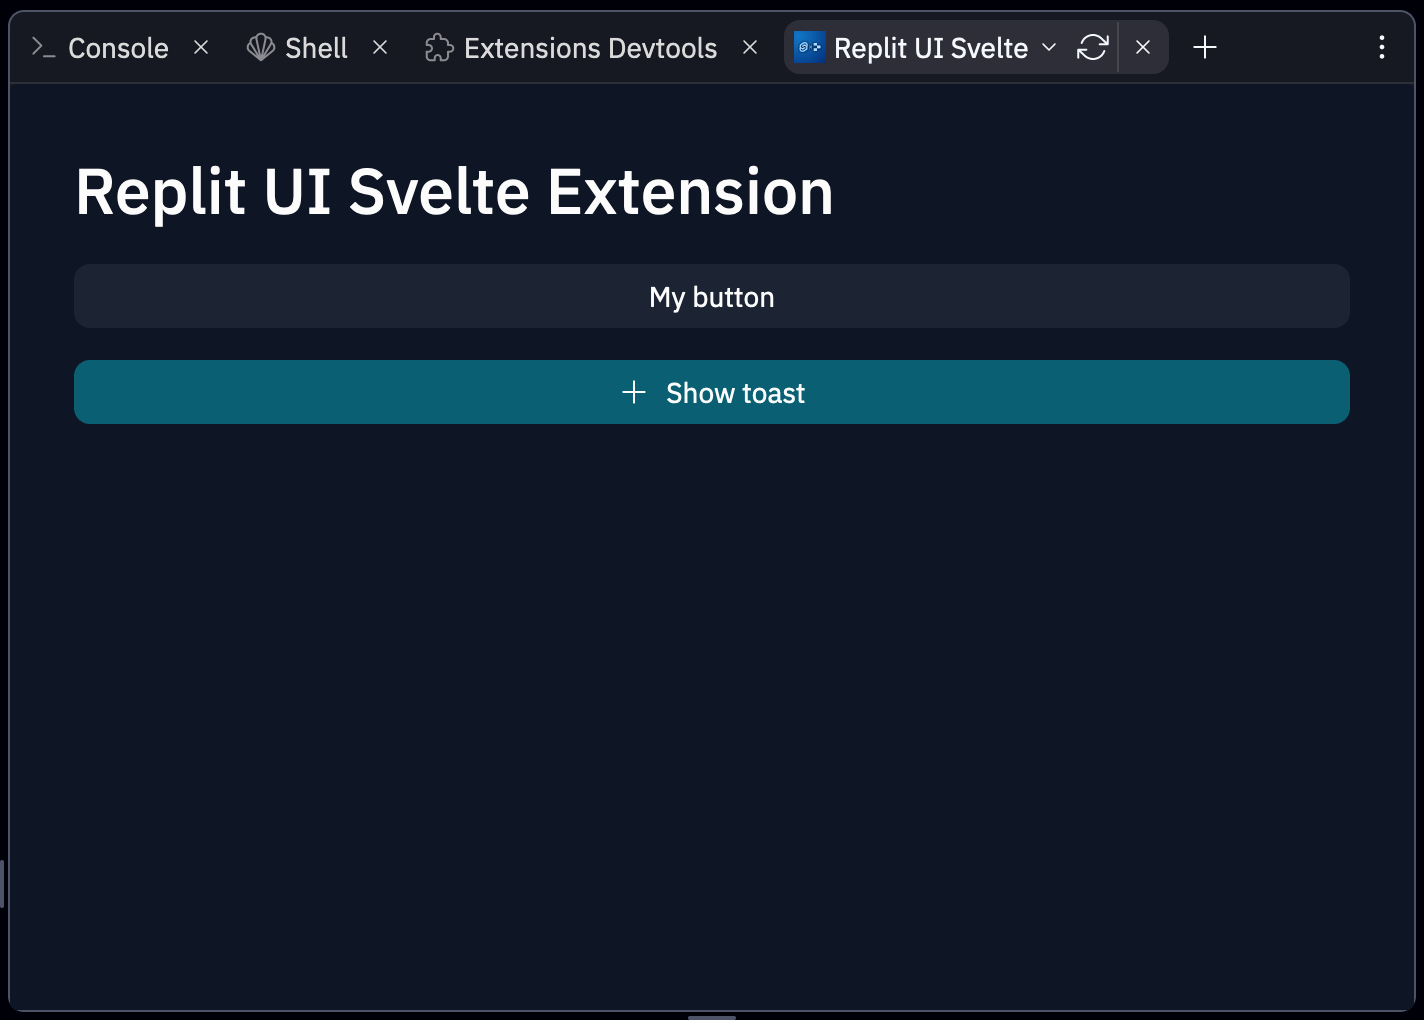 Console
Shell
Extensions Devtools
Replit UI Svelte
Replit UI Svelte Extension
My button
Show toast